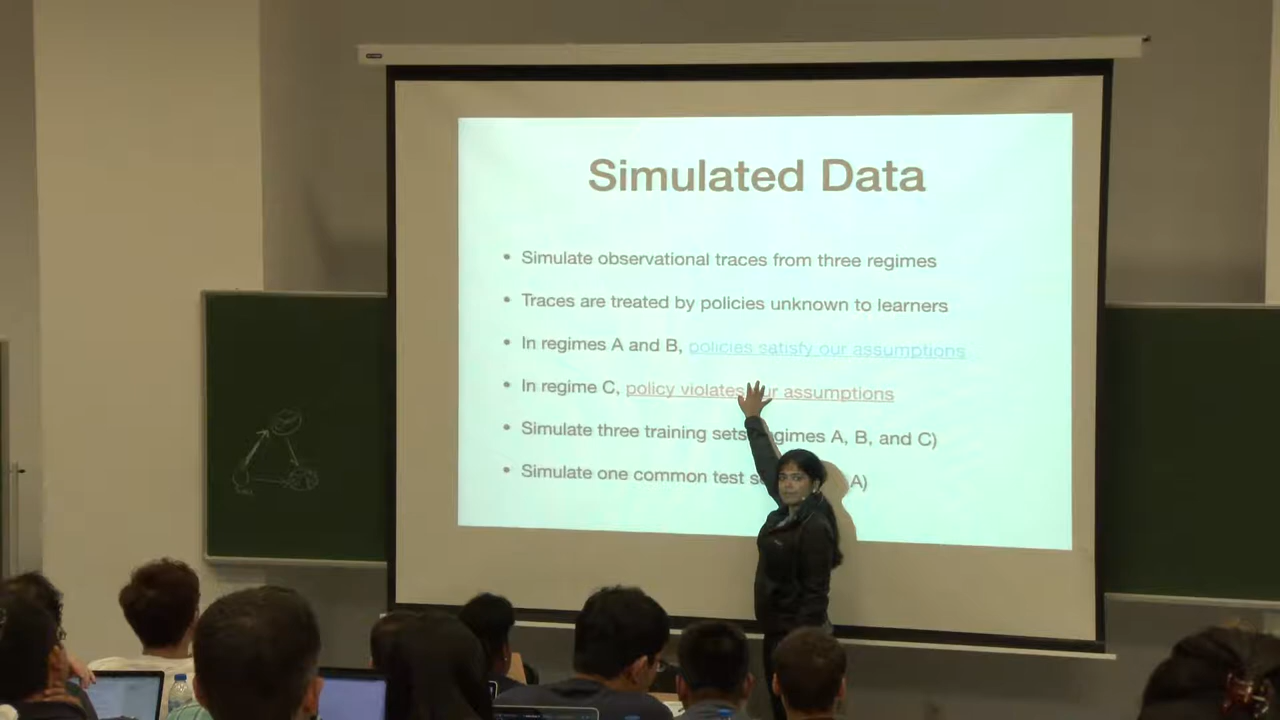 Simulated Data
• Simulate observational traces from three regimes
• Traces are treated by policies unknown to learners
• In regimes A and B, policies satisfy our assumptions
• In regime C, policy violates assumptions
• Simulate three training sets A, B, and C)
• Simulate one common test A)